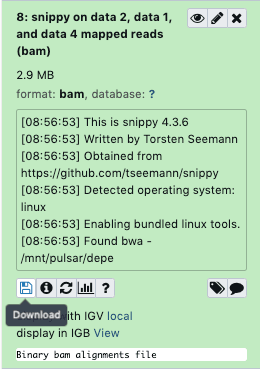 8: snippy on data 2, data 1,
and data 4 mapped reads
(bam)
2.9 MB
format: bam, database: ?
[08:56:53] This is snippy 4.3.6
[08:56:53] Written by Torsten Seemann
[08:56:53] Obtained from
https://github.com/tseemann/snippy
[08:56:53] Detected operating system:
linux
[08:56:53] Enabling bundled linux tools.
[08:56:53] Found bwa -
/mnt/pulsar/depe
Download
with IGV local
display in IGB View
Binary bam alignments file